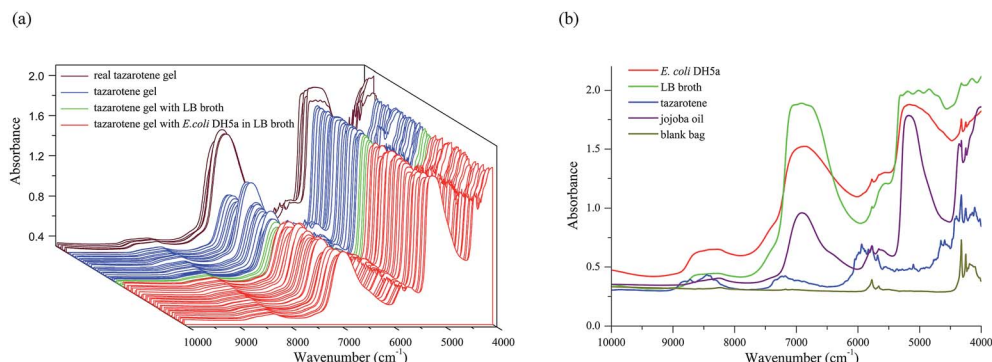 (a)
2.0
1.6
1.2
0.8
0.4
Absorbance
real tazarotene gel
tazarotene gel
tazarotene gel with LB broth
tazarotene gel with E.coli DH5a in LB broth
10000
9000
8000
7000
6000
5000
4000
Wavenumber (cm-1)
(b)
2.0
1.5
1.0
0.5
0.0
Absorbance
E. coli DH5a
LB broth
tazarotene
jojoba oil
blank bag
10000
9000
8000
7000
6000
5000
4000
Wavenumber (cm-1)